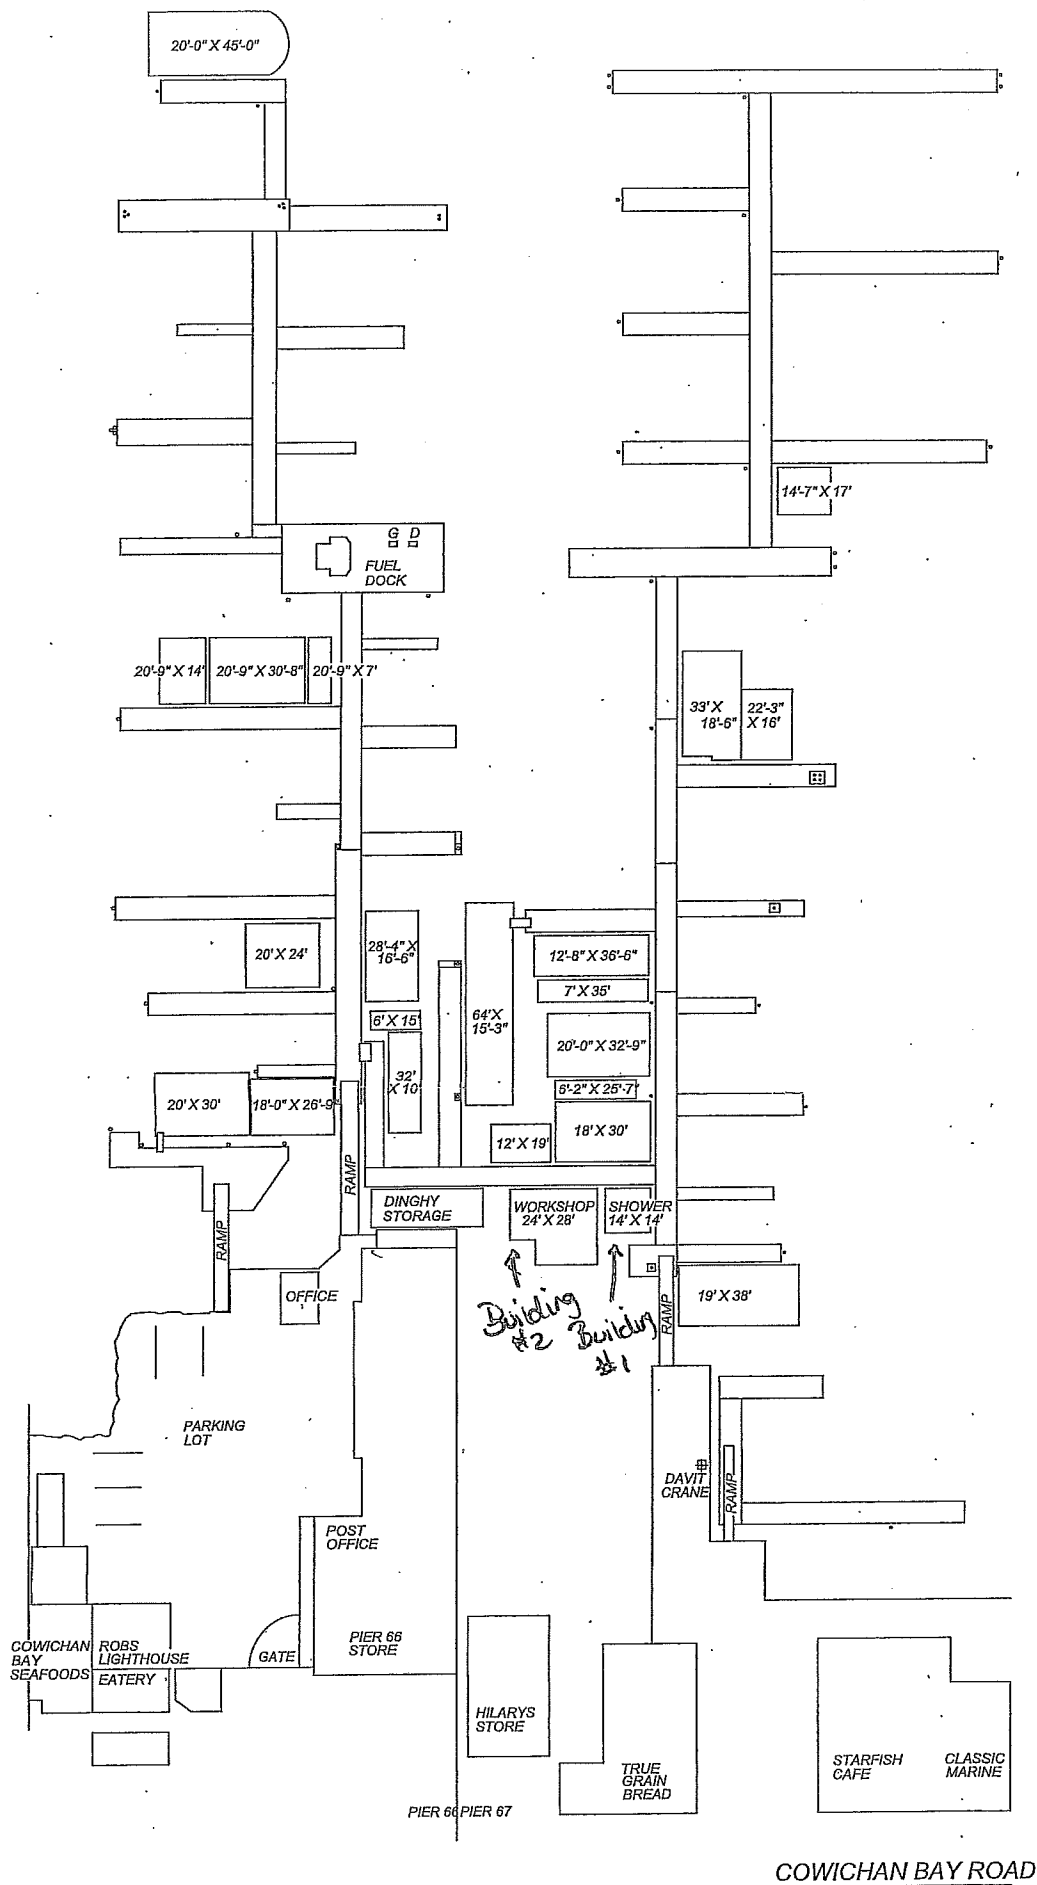 20'-0" X 45'-0"
14'-7" X 17'
G D
FUEL
DOCK
20'-9" X 14'
20'-9" X 30'-8"
20'-9" X 7'
33' X
18'-6"
22'-3"
X 16'
28'-4" X
16'-6"
20' X 24'
12'-8" X 36'-6"
7' X 35'
6' X 15'
64' X
15'-3"
20'-0" X 32'-9"
32'
X 10'
6'-2" X 25'-7"
20' X 30'
18'-0" X 26'-9"
12' X 19'
18' X 30'
RAMP
DINGHY
STORAGE
WORKSHOP
24' X 28'
SHOWER
14' X 14'
RAMP
OFFICE
19' X 38'
RAMP
Building
#2
Building
#1
PARKING
LOT
DAVIT
CRANE
RAMP
POST
OFFICE
COWICHAN
BAY
SEAFOODS
ROBS
LIGHTHOUSE
EATERY
GATE
PIER 66
STORE
HILARYS
STORE
TRUE
GRAIN
BREAD
STARFISH
CAFE
CLASSIC
MARINE
PIER 66 PIER 67
COWICHAN BAY ROAD